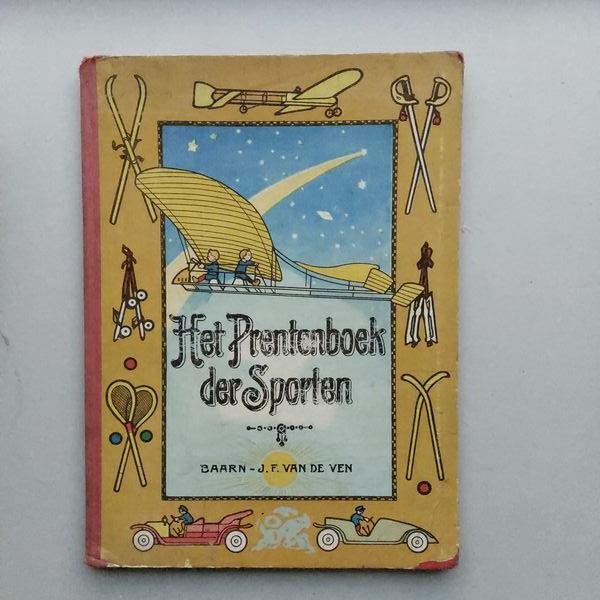 Het Prentenboek
der Sporten
BAARN - J. F. VAN DE VEN